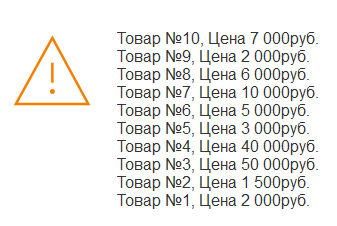 Товар №10, Цена 7 000руб.
Товар №9, Цена 2 000руб.
Товар №8, Цена 6 000руб.
Товар №7, Цена 10 000руб.
Товар №6, Цена 5 000руб.
Товар №5, Цена 3 000руб.
Товар №4, Цена 40 000руб.
Товар №3, Цена 50 000руб.
Товар №2, Цена 1 500руб.
Товар №1, Цена 2 000руб.